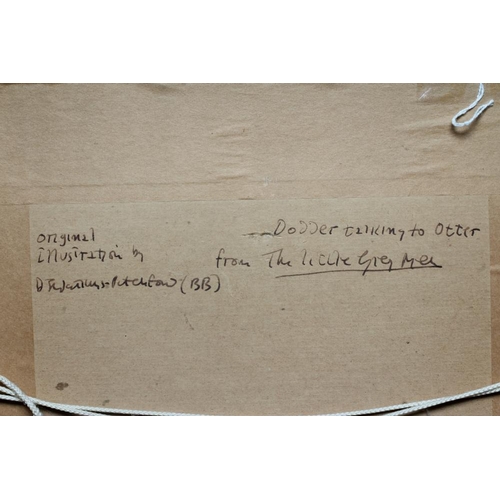 Original
Illustration by
D J Watkins-Pitchford (BB)
Dodder talking to Otter
from The little Grey Men